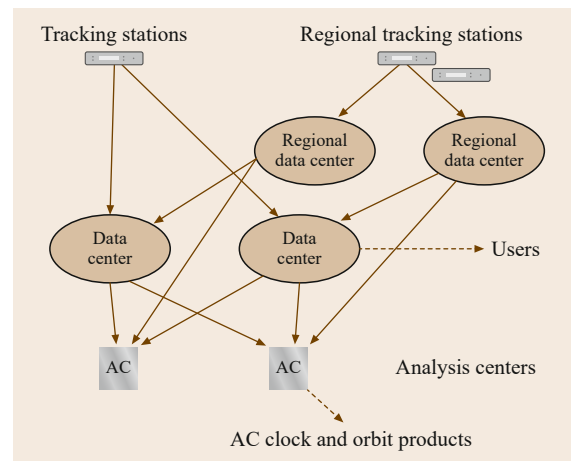 Tracking stations
Regional tracking stations
Regional
data center
Regional
data center
Data
center
Data
center
Users
AC
AC
Analysis centers
AC clock and orbit products